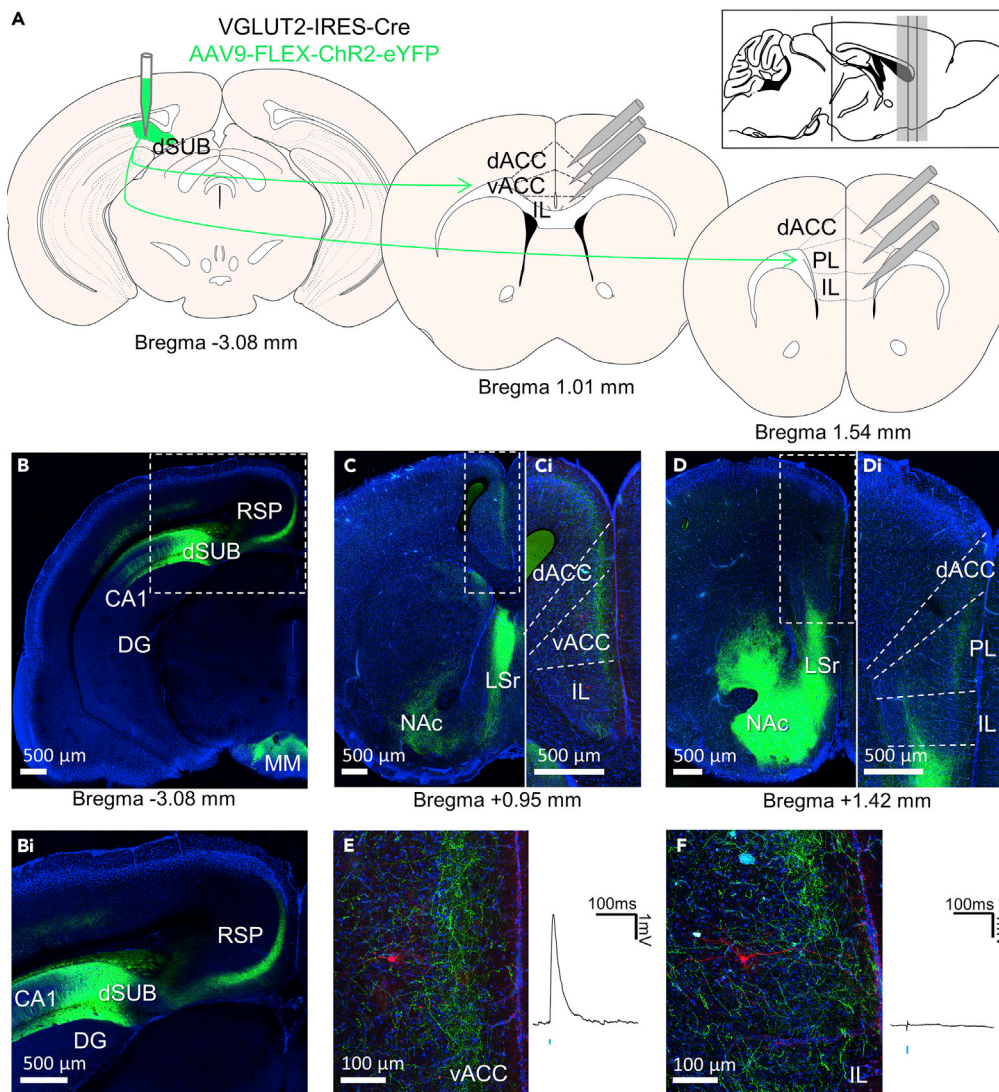 A
VGLUT2-IRES-Cre
AAV9-FLEX-ChR2-eYFP
dSUB
Bregma -3.08 mm
dACC
vACC
IL
Bregma 1.01 mm
dACC
PL
IL
Bregma 1.54 mm
B
RSP
dSUB
CA1
DG
MM
500 µm
Bregma -3.08 mm
C
LSr
NAc
500 µm
Ci
dACC
vACC
IL
500 µm
Bregma +0.95 mm
D
LSr
NAc
500 µm
Di
dACC
PL
IL
500 µm
Bregma +1.42 mm
Bi
RSP
CA1
dSUB
DG
500 µm
E
100 µm
vACC
100ms
1mV
F
100 µm
IL
100ms